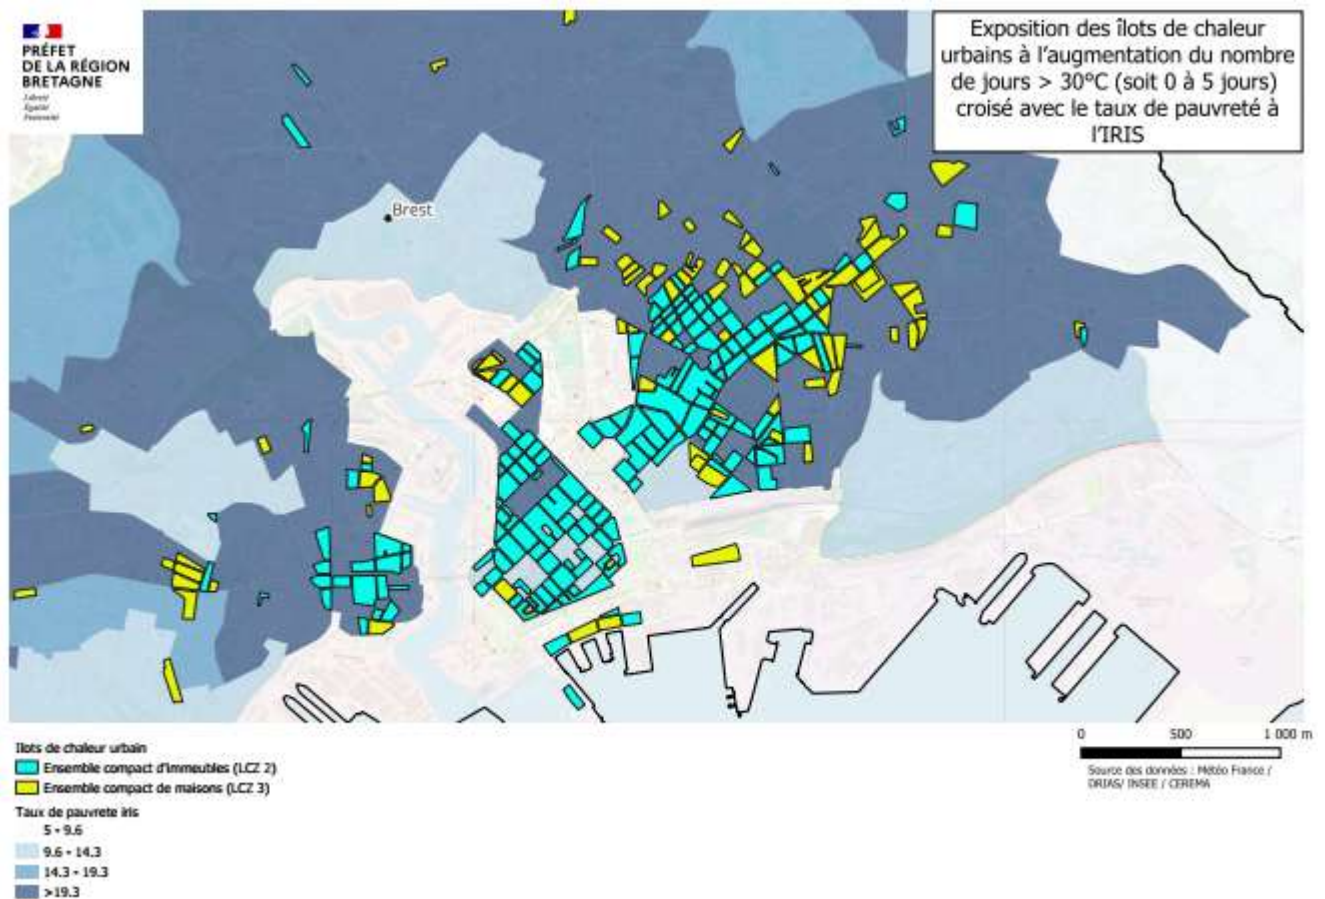 PRÉFET
DE LA RÉGION
BRETAGNE
Liberté
Égalité
Fraternité
Exposition des îlots de chaleur
urbains à l'augmentation du nombre
de jours > 30°C (soit 0 à 5 jours)
croisé avec le taux de pauvreté à
l'IRIS
Brest
Ilots de chaleur urbain
Ensemble compact d'immeubles (LCZ 2)
Ensemble compact de maisons (LCZ 3)
Taux de pauvrete iris
5 - 9.6
9.6 - 14.3
14.3 - 19.3
>19.3
0 500 1 000 m
Source des données : Météo France /
DRIAS/ INSEE / CEREMA